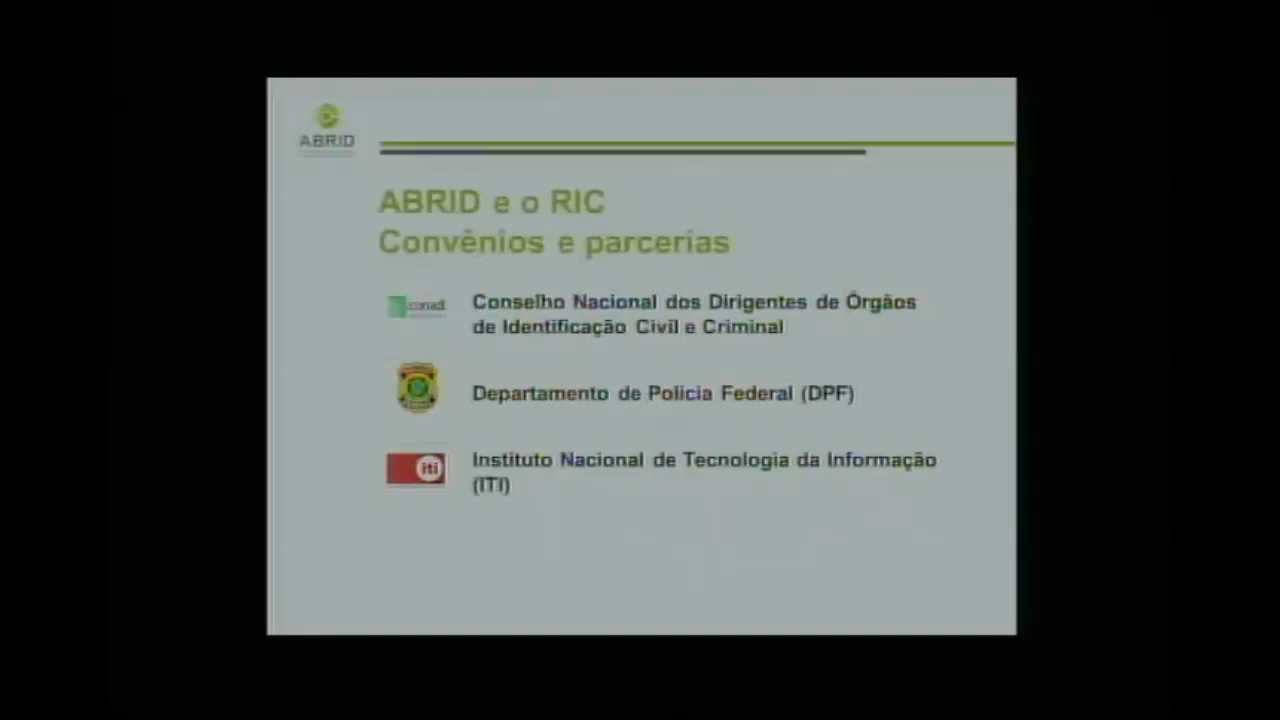 ABRID
ABRID e o RIC
Convênios e parcerias
Conselho Nacional dos Dirigentes de Órgãos
de Identificação Civil e Criminal
Departamento de Polícia Federal (DPF)
iti
Instituto Nacional de Tecnologia da Informação
(ITI)